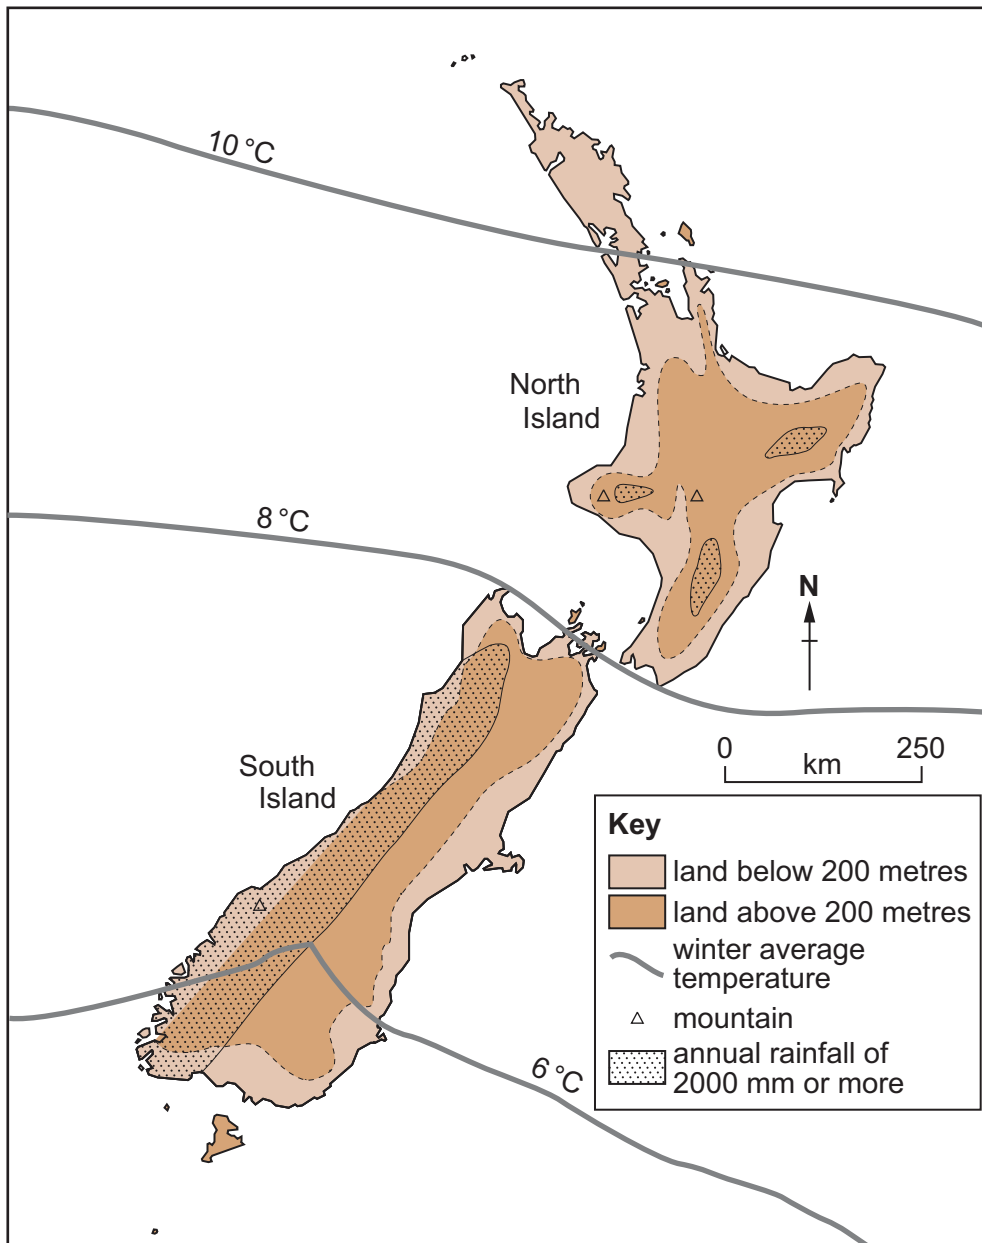 10 °C
North
Island
8 °C
N
0 250
km
South
Island
Key
land below 200 metres
land above 200 metres
winter average
temperature
mountain
annual rainfall of
2000 mm or more
6 °C